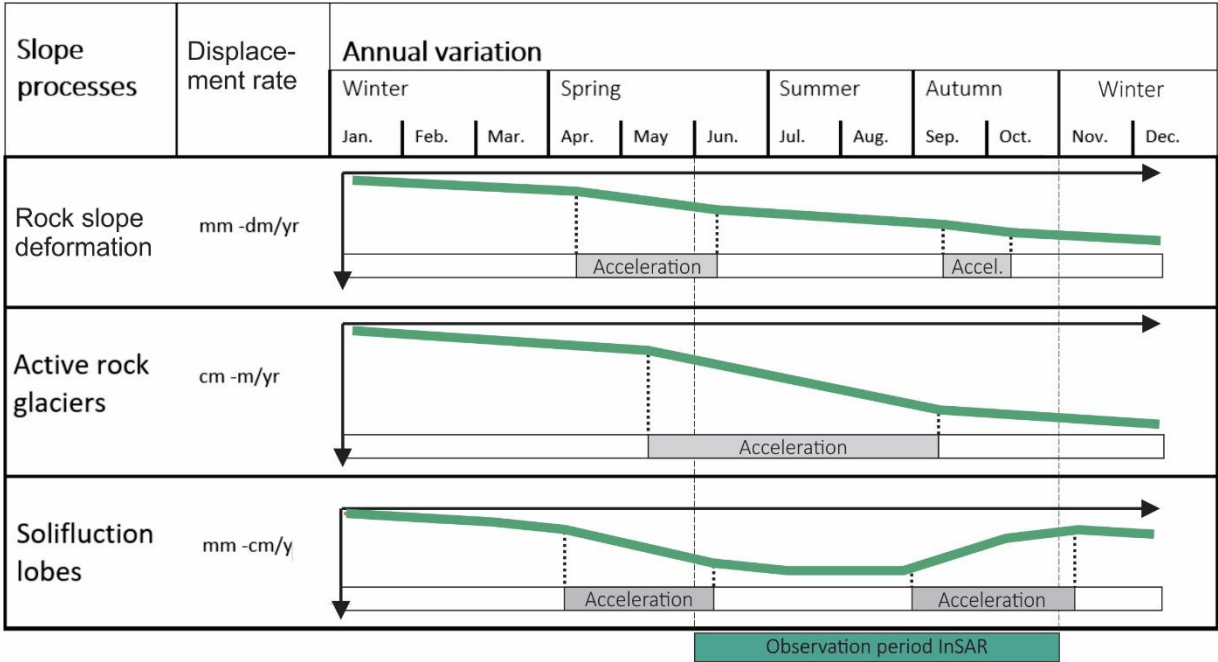 Slope
processes
Displace-
ment rate
Annual variation
Winter
Spring
Summer
Autumn
Winter
Jan.
Feb.
Mar.
Apr.
May
Jun.
Jul.
Aug.
Sep.
Oct.
Nov.
Dec.
Rock slope
deformation
mm -dm/yr
Acceleration
Accel.
Active rock
glaciers
cm -m/yr
Acceleration
Solifluction
lobes
mm -cm/y
Acceleration
Acceleration
Observation period InSAR